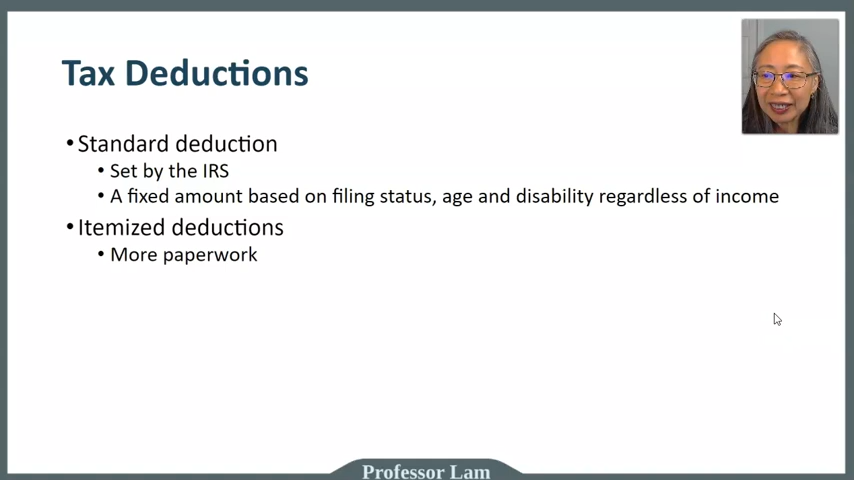 Tax Deductions
• Standard deduction
• Set by the IRS
• A fixed amount based on filing status, age and disability regardless of income
• Itemized deductions
• More paperwork
Professor Lam